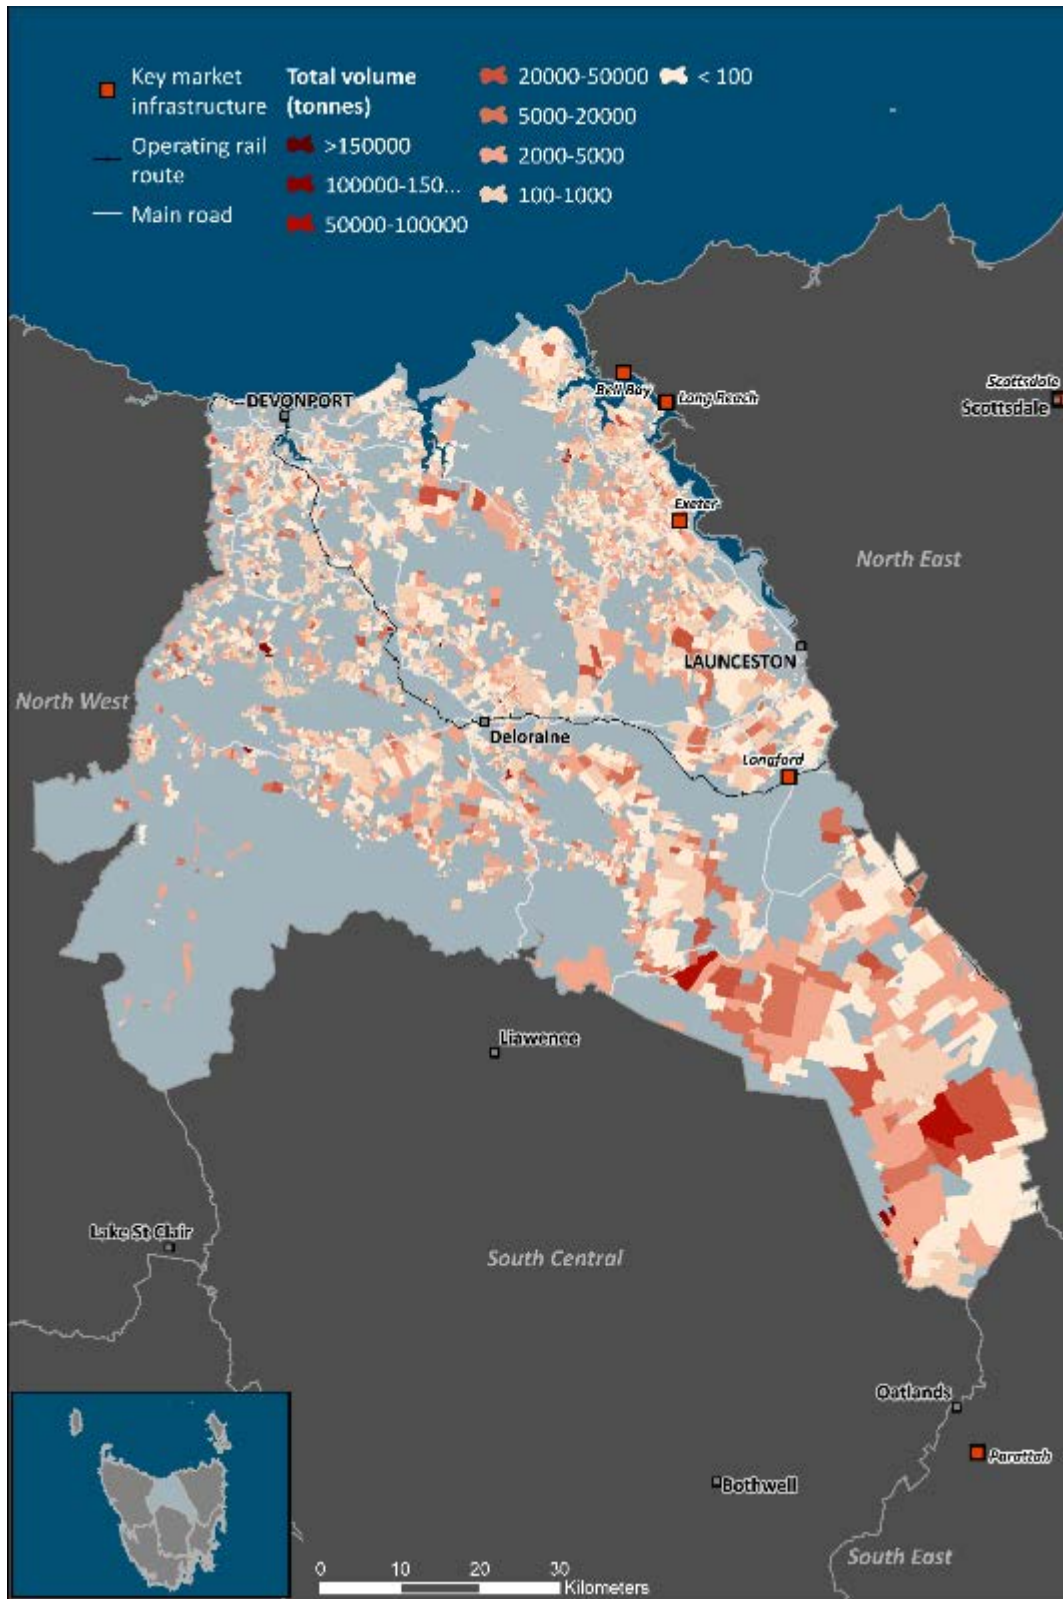 Key market
infrastructure
Operating rail
route
Main road
Total volume
(tonnes)
>150000
100000-150...
50000-100000
20000-50000
5000-20000
2000-5000
100-1000
< 100
DEVONPORT
Bell Bay
Long Reach
Scottsdale
Scottsdale
Exeter
North East
LAUNCESTON
North West
Deloraine
Longford
Liawenee
Lake St Clair
South Central
Oatlands
Parattah
Bothwell
South East
0 10 20 30
Kilometers